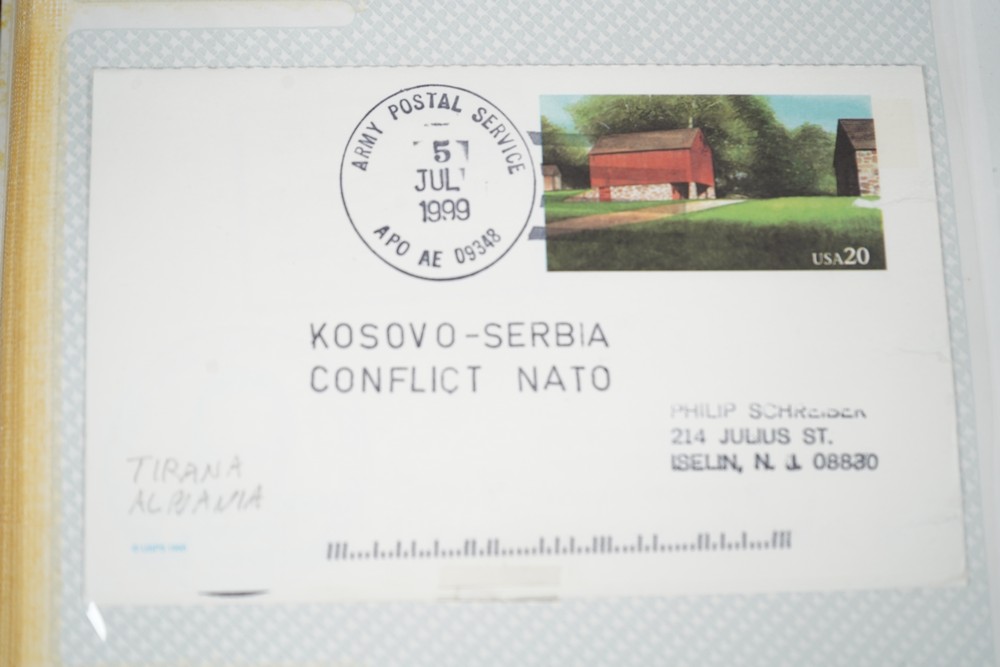 ARMY POSTAL SERVICE
5
JUL
1999
APO AE 09348
USA20
KOSOVO-SERBIA
CONFLICT NATO
PHILIP SCHREIBER
214 JULIUS ST.
ISELIN, N. J. 08830
TIRANA
ALBANIA